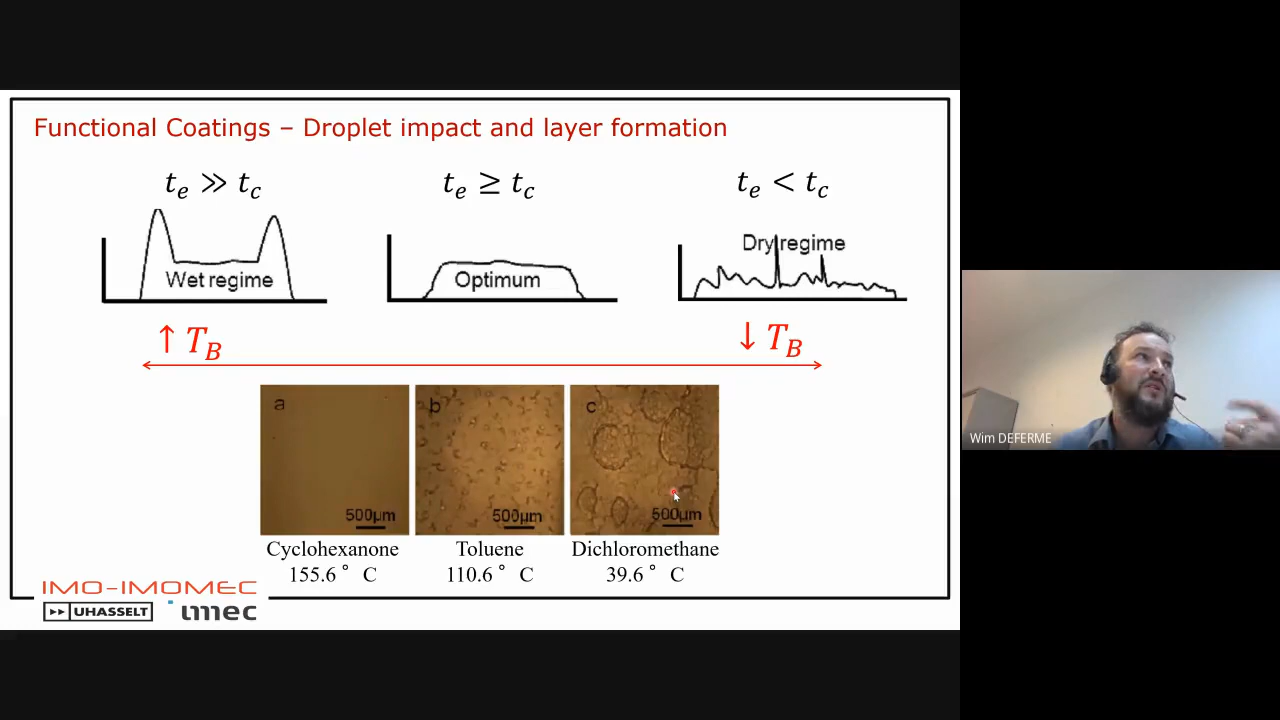 Functional Coatings – Droplet impact and layer formation
t_e ≫ t_c
t_e ≥ t_c
t_e < t_c
Wet regime
Optimum
Dry regime
↑ T_B
↓ T_B
a
b
c
500µm
500µm
500µm
Cyclohexanone
155.6° C
Toluene
110.6° C
Dichloromethane
39.6° C
IMO-IMOMEC
UHASSELT
imec
Wim DEFERME